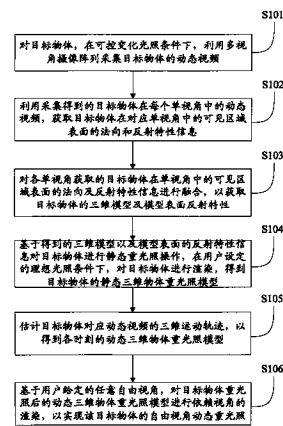 S101
对目标物体，在可控变化光照条件下，利用多视
角摄像阵列采集目标物体的动态视频
S102
利用采集得到的目标物体在每个单视角中的动态
视频，获取目标物体在对应单视角中的可见区域
表面的法向和反射特性信息
S103
对各单视角获取的目标物体在单视角中的可见区
域表面的法向及反射特性信息进行融合，以获取
目标物体的三维模型及模型表面反射特性
S104
基于得到的三维模型以及模型表面的反射特性信
息对目标物体进行静态重光照操作，在用户设定
的理想光照条件下，对目标物体进行渲染，得到
目标物体的静态三维物体重光照模型
S105
估计目标物体对应动态视频的三维运动轨迹，以
得到各时刻的动态三维物体重光照模型
S106
基于用户给定的任意自由视角，对目标物体重光
照后的动态三维物体重光照模型进行依赖视角的
渲染，以实现该目标物体的自由视角动态重光照